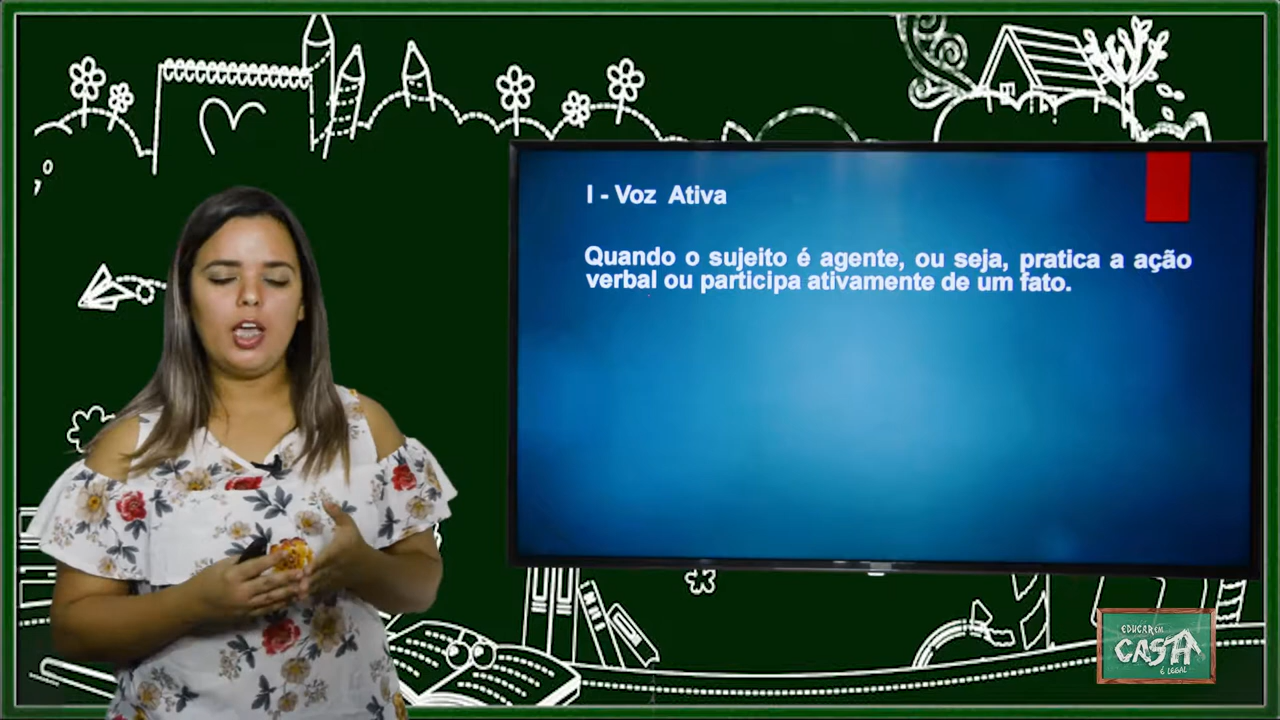 I - Voz Ativa
Quando o sujeito é agente, ou seja, pratica a ação
verbal ou participa ativamente de um fato.
EDUCAR EM
CASA
É LEGAL